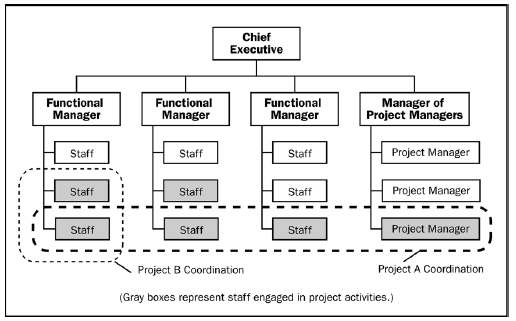 Chief
Executive
Functional
Manager
Functional
Manager
Functional
Manager
Manager of
Project Managers
Staff
Staff
Staff
Project Manager
Staff
Staff
Staff
Project Manager
Staff
Staff
Staff
Project Manager
Project B Coordination
Project A Coordination
(Gray boxes represent staff engaged in project activities.)